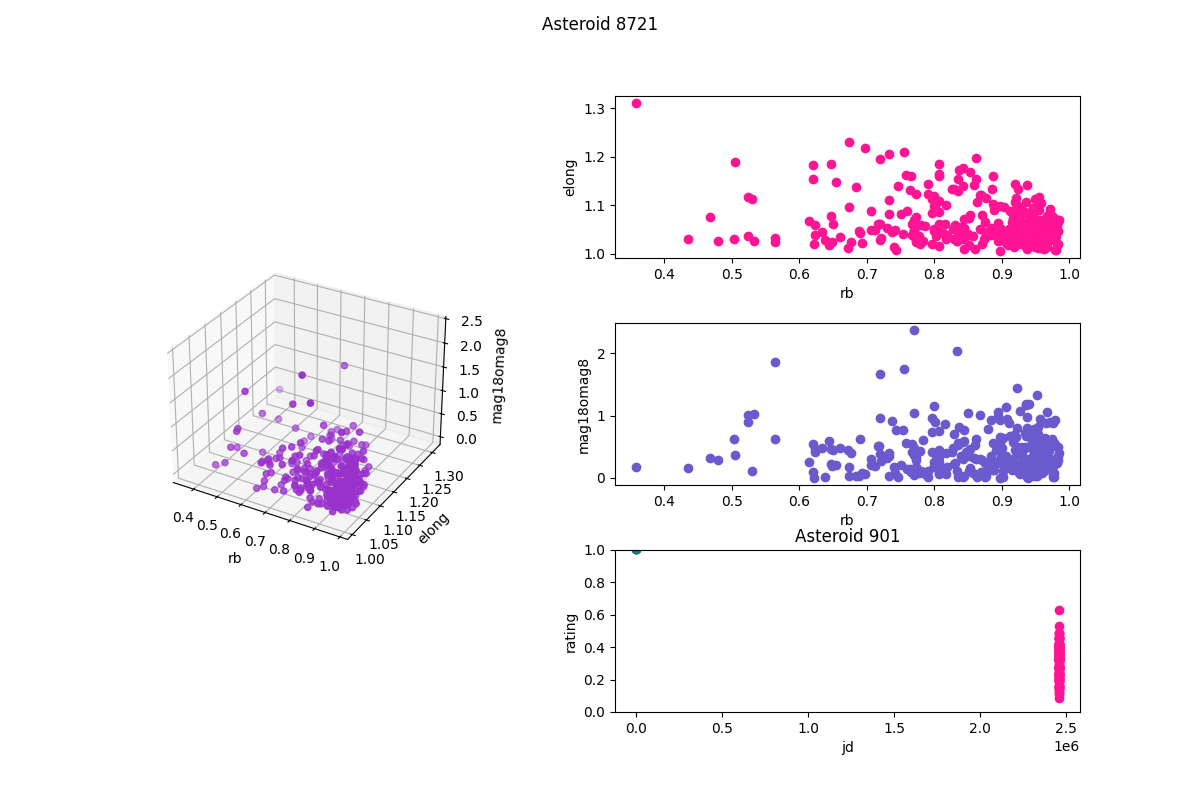 Asteroid 8721
0.4 0.5 0.6 0.7 0.8 0.9 1.0
rb
1.00 1.05 1.10 1.15 1.20 1.25 1.30
elong
0.0 0.5 1.0 1.5 2.0 2.5
mag18omag8
1.3
1.2
1.1
1.0
elong
0.4 0.5 0.6 0.7 0.8 0.9 1.0
rb
2
1
0
mag18omag8
0.4 0.5 0.6 0.7 0.8 0.9 1.0
rb
Asteroid 901
1.0
0.8
0.6
0.4
0.2
0.0
rating
0.0 0.5 1.0 1.5 2.0 2.5
1e6
jd